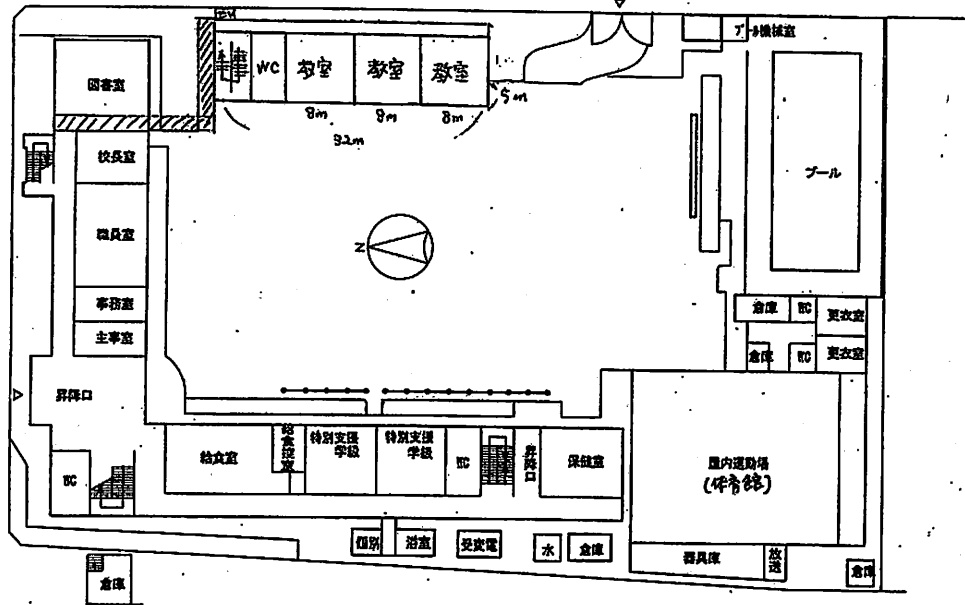 WC
教室
教室
教室
8m
8m
8m
32m
5m
プール機械室
図書室
校長室
職員室
事務室
主事室
昇降口
WC
N
プール
倉庫
WC
更衣室
倉庫
WC
更衣室
給食室
給食控室
特別支援
学級
特別支援
学級
WC
昇降口
保健室
屋内運動場
(体育館)
個別
浴室
受変電
水
倉庫
器具庫
放送
倉庫
倉庫